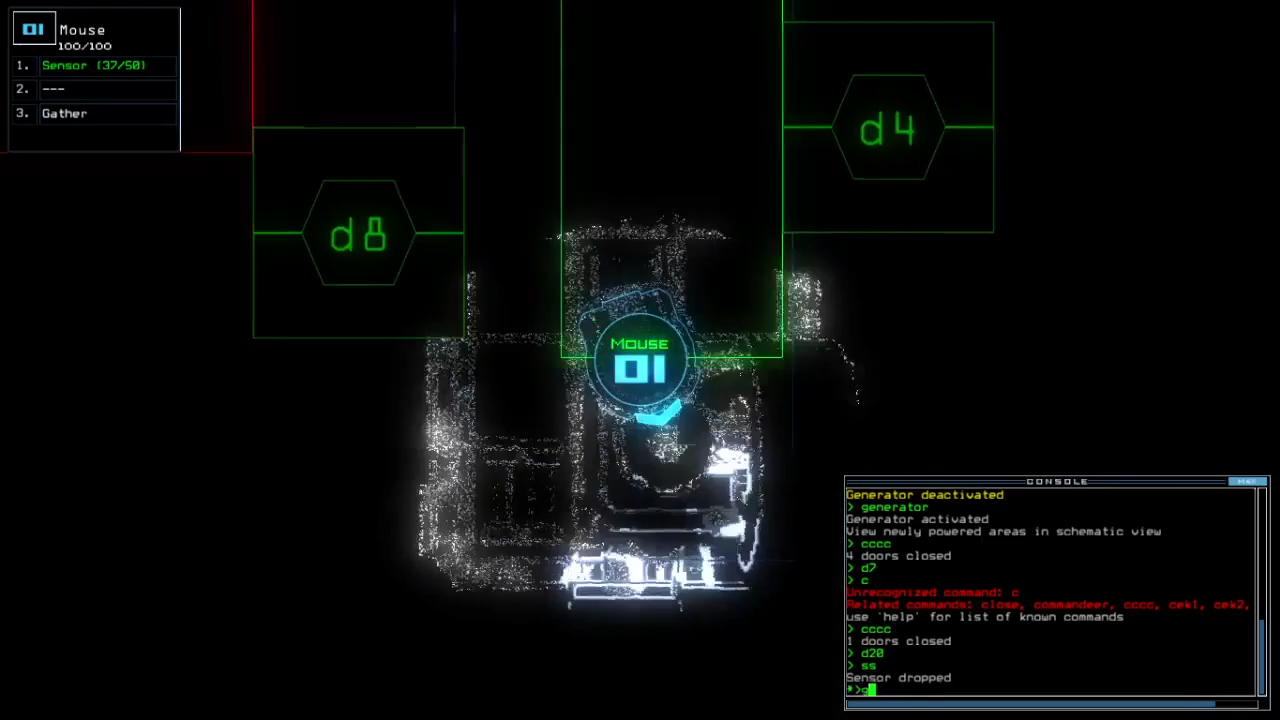 01 Mouse
100/100
1. Sensor (37/50)
2. ---
3. Gather
d4
d8
Mouse
01
CONSOLE
Generator deactivated
> generator
Generator activated
View newly powered areas in schematic view
> cccc
4 doors closed
> d7
> c
Unrecognized command: c
Related commands: close, commandeer, cccc, cek1, cek2,
use 'help' for list of known commands
> cccc
1 doors closed
> d20
> ss
Sensor dropped
*>g